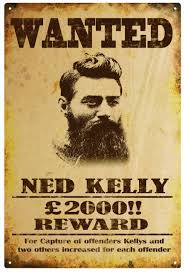 WANTED
NED KELLY
£2000!!
REWARD
For Capture of offenders Kellys and
two others increased for each offender